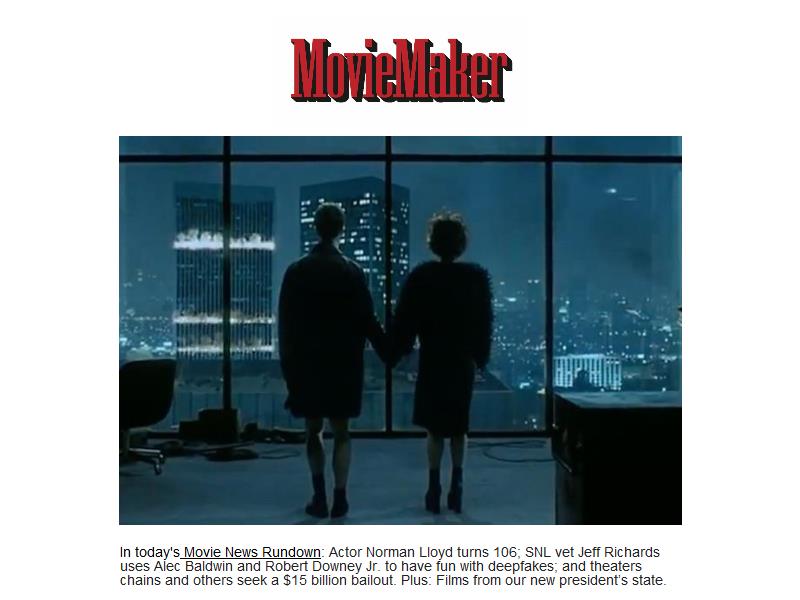 MovieMaker
In today's Movie News Rundown: Actor Norman Lloyd turns 106; SNL vet Jeff Richards
uses Alec Baldwin and Robert Downey Jr. to have fun with deepfakes; and theaters
chains and others seek a $15 billion bailout. Plus: Films from our new president’s state.